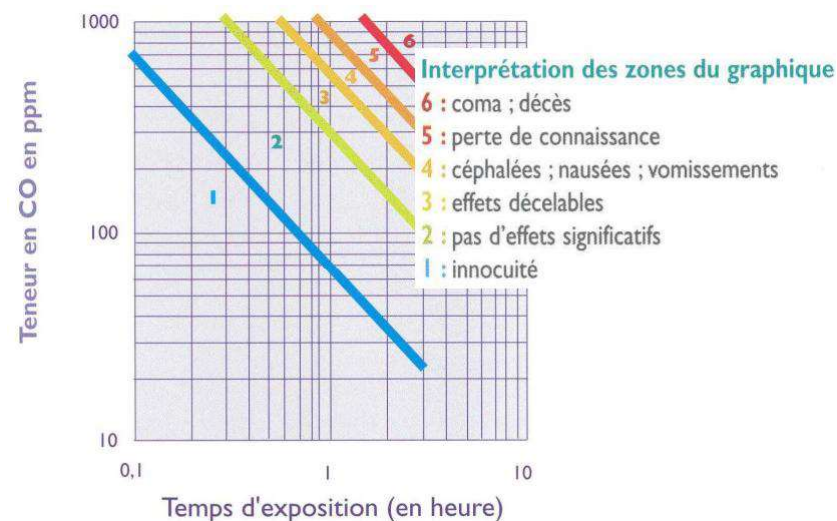 Teneur en CO en ppm
1000
100
10
0,1
1
10
Temps d'exposition (en heure)
1
2
3
4
5
6
Interprétation des zones du graphique
6 : coma ; décès
5 : perte de connaissance
4 : céphalées ; nausées ; vomissements
3 : effets décelables
2 : pas d'effets significatifs
1 : innocuité